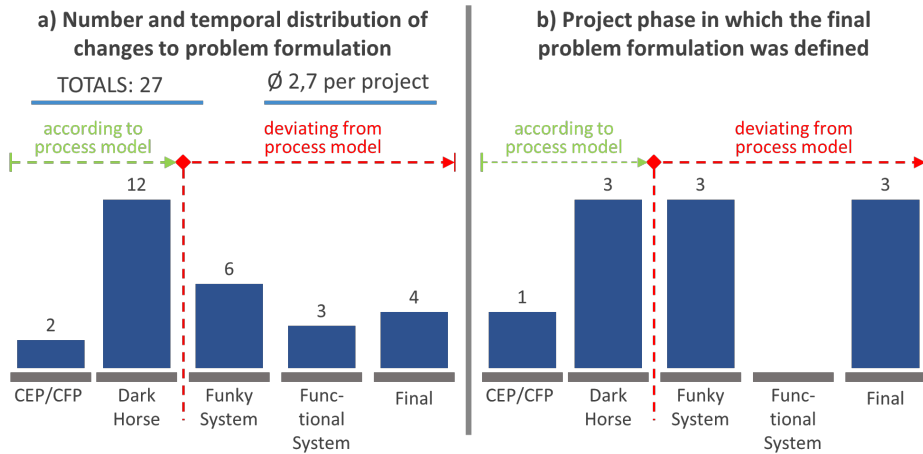 a) Number and temporal distribution of
changes to problem formulation
TOTALS: 27
Ø 2,7 per project
according to
process model
deviating from
process model
2
12
6
3
4
CEP/CFP
Dark
Horse
Funky
System
Func-
tional
System
Final
b) Project phase in which the final
problem formulation was defined
according to
process model
deviating from
process model
1
3
3
3
CEP/CFP
Dark
Horse
Funky
System
Func-
tional
System
Final